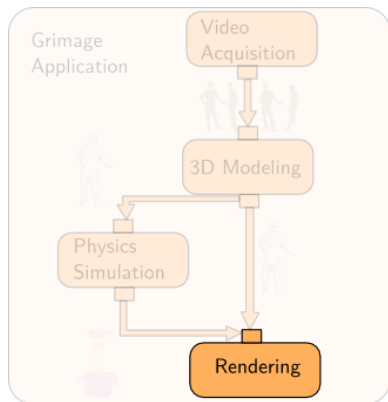 Grimage
Application
Video
Acquisition
3D Modeling
Physics
Simulation
Rendering